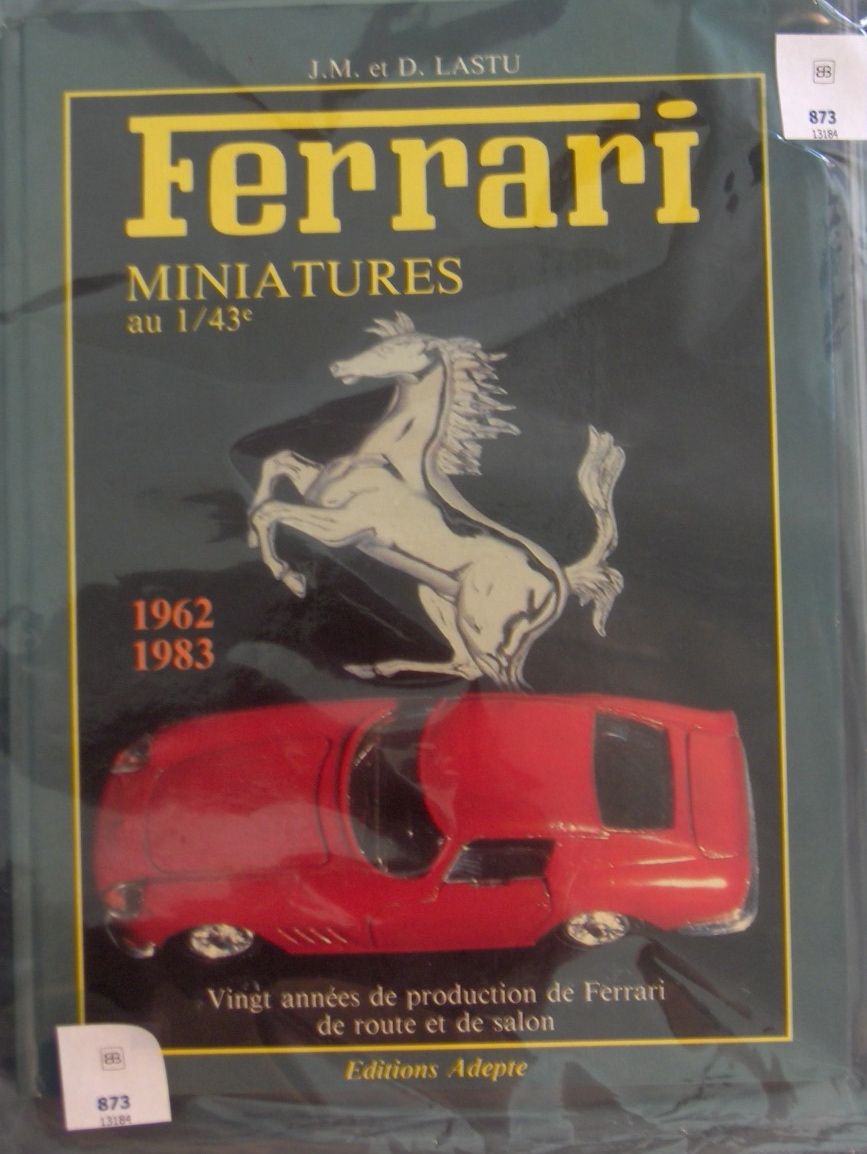 J.M. et D. LASTU
873
13184
Ferrari
MINIATURES
au 1/43e
1962
1983
Vingt années de production de Ferrari
de route et de salon
Editions Adepte
873
13184